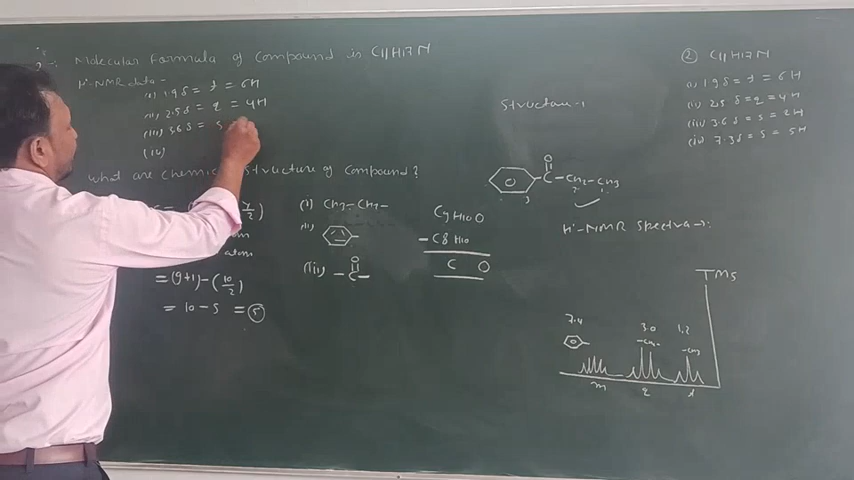 Molecular Formula of Compound is C11H17N
H'-NMR data-
(i) 1.9 δ = t = 6H
(ii) 2.5 δ = q = 4H
(iii) 3.6 δ = s
(iv)
What are Chemical Structure of Compound?
= (9+1) - (10/2)
= 10 - 5 = 5
(i) CH3-CH2-
(ii)
(iii) -C-
O
C9H10O
-C8H10
C O
Structure-:
O
C-CH2-CH3
2
3
H'-NMR Spectra-:
TMS
7.4
3.0
1.2
-CH2-
-CH3
m
q
② C11H17N
(i) 1.9 δ = t = 6H
(ii) 2.5 δ = q = 4H
(iii) 3.6 δ = s = 2H
(iv) 7.3 δ = s = 5H